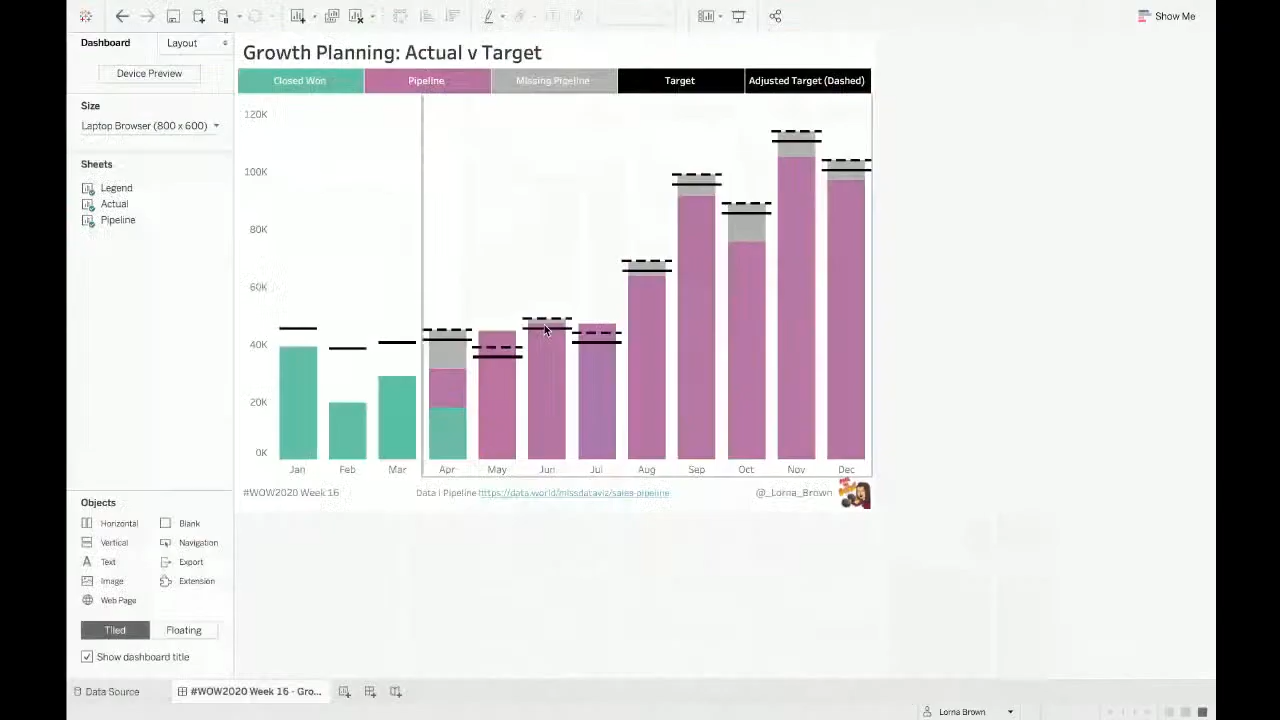 Show Me
Dashboard
Layout
Device Preview
Size
Laptop Browser (800 x 600)
Sheets
Legend
Actual
Pipeline
Objects
Horizontal
Blank
Vertical
Navigation
Text
Export
Image
Extension
Web Page
Tiled
Floating
Show dashboard title
Growth Planning: Actual v Target
Closed Won
Pipeline
Missing Pipeline
Target
Adjusted Target (Dashed)
120K
100K
80K
60K
40K
20K
0K
Jan
Feb
Mar
Apr
May
Jun
Jul
Aug
Sep
Oct
Nov
Dec
#WOW2020 Week 16
Data | Pipeline https://data.world/missdataviz/sales-pipeline
@_Lorna_Brown
Data Source
#WOW2020 Week 16 - Gro...
Lorna Brown